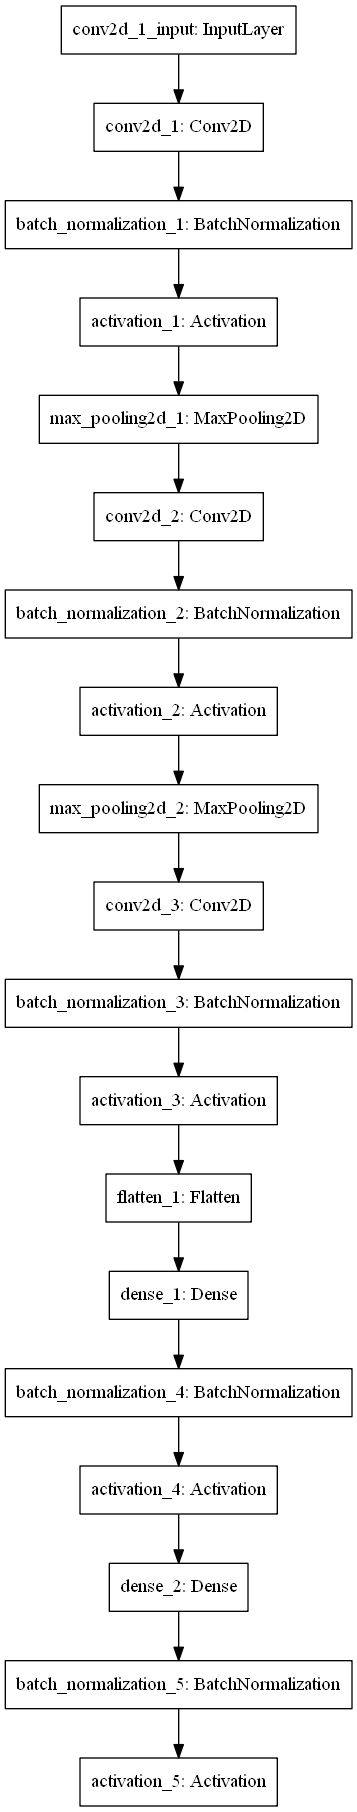 conv2d_1_input: InputLayer
conv2d_1: Conv2D
batch_normalization_1: BatchNormalization
activation_1: Activation
max_pooling2d_1: MaxPooling2D
conv2d_2: Conv2D
batch_normalization_2: BatchNormalization
activation_2: Activation
max_pooling2d_2: MaxPooling2D
conv2d_3: Conv2D
batch_normalization_3: BatchNormalization
activation_3: Activation
flatten_1: Flatten
dense_1: Dense
batch_normalization_4: BatchNormalization
activation_4: Activation
dense_2: Dense
batch_normalization_5: BatchNormalization
activation_5: Activation